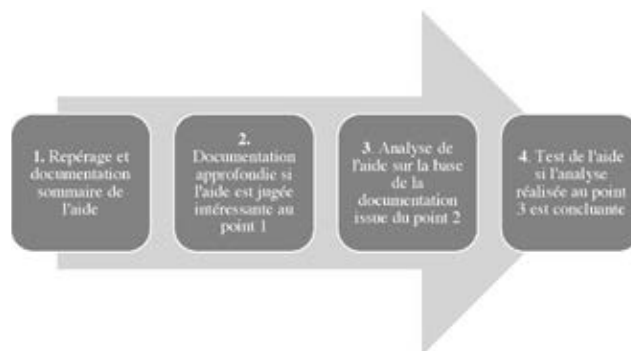 1. Repérage et
documentation
sommaire de
l'aide
2.
Documentation
approfondie si
l'aide est jugée
intéressante au
point 1
3. Analyse de
l'aide sur la base
de la
documentation
issue du point 2
4. Test de l'aide
si l'analyse
réalisée au point
3 est concluante